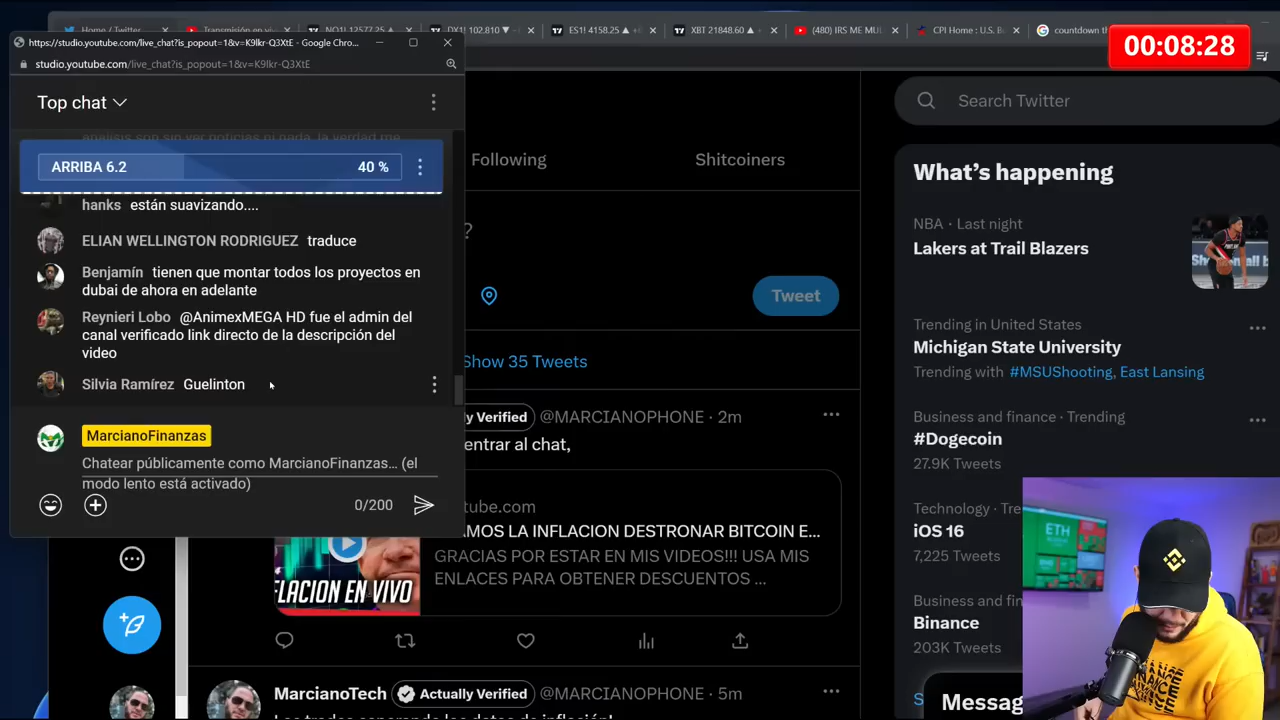 Home / Twitter
Transmisión en viv
NQ1! 12577.25
DX1! 102.810
ES1! 4158.25
XBT 21848.60
(480) IRS ME MUL
CPI Home : U.S. B
countdown th
00:08:28
https://studio.youtube.com/live_chat?is_popout=1&v=K9lkr-Q3XtE - Google Chro...
studio.youtube.com/live_chat?is_popout=1&v=K9lkr-Q3XtE
Top chat
analisis son sin ver noticias ni nada, la verdad me
ARRIBA 6.2 40 %
hanks están suavizando....
ELIAN WELLINGTON RODRIGUEZ traduce
Benjamín tienen que montar todos los proyectos en
dubai de ahora en adelante
Reynieri Lobo @AnimexMEGA HD fue el admin del
canal verificado link directo de la descripción del
video
Silvia Ramírez Guelinton
MarcianoFinanzas
Chatear públicamente como MarcianoFinanzas... (el
modo lento está activado)
0/200
Following
Shitcoiners
?
Tweet
Show 35 Tweets
ly Verified @MARCIANOPHONE · 2m
entrar al chat,
tube.com
AMOS LA INFLACION DESTRONAR BITCOIN E...
GRACIAS POR ESTAR EN MIS VIDEOS!!! USA MIS
ENLACES PARA OBTENER DESCUENTOS ...
FLACION EN VIVO
MarcianoTech Actually Verified @MARCIANOPHONE · 5m
Search Twitter
What's happening
NBA · Last night
Lakers at Trail Blazers
Trending in United States
Michigan State University
Trending with #MSUShooting, East Lansing
Business and finance · Trending
#Dogecoin
27.9K Tweets
Technology · Tre
iOS 16
7,225 Tweets
Business and fin
Binance
203K Tweets
S
Messag
ETH